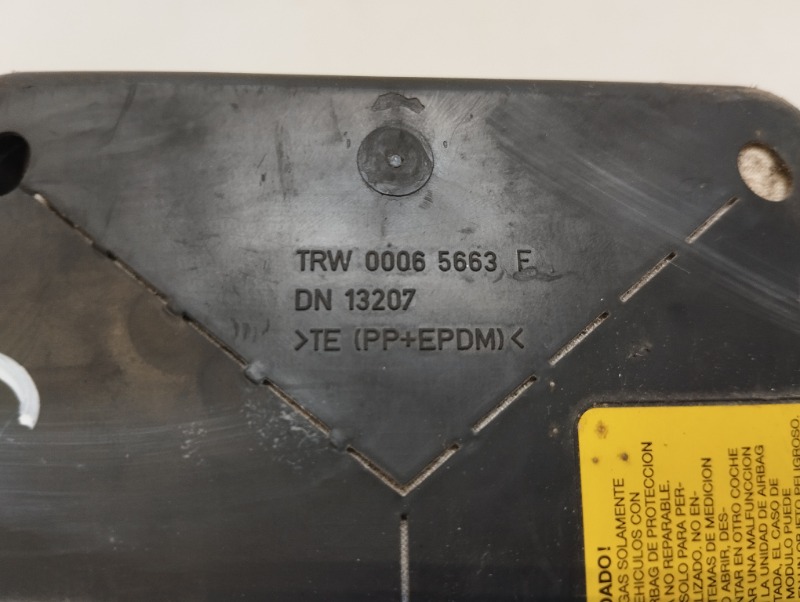 TRW 0006 5663 F
DN 13207
>TE (PP+EPDM)<
DADO!
GAS SOLAMENTE
EHICULOS CON
RBAG DE PROTECCION
NO REPARABLE.
SOLO PARA PER-
LIZADO. NO EN-
TEMAS DE MEDICION
O ABRIR, DES-
NTAR EN OTRO COCHE
AR UNA MALFUNCCION
LA UNIDAD DE AIRBAG
TADA, EL CASO DE
MODULO PUEDE
PELIGROSO.